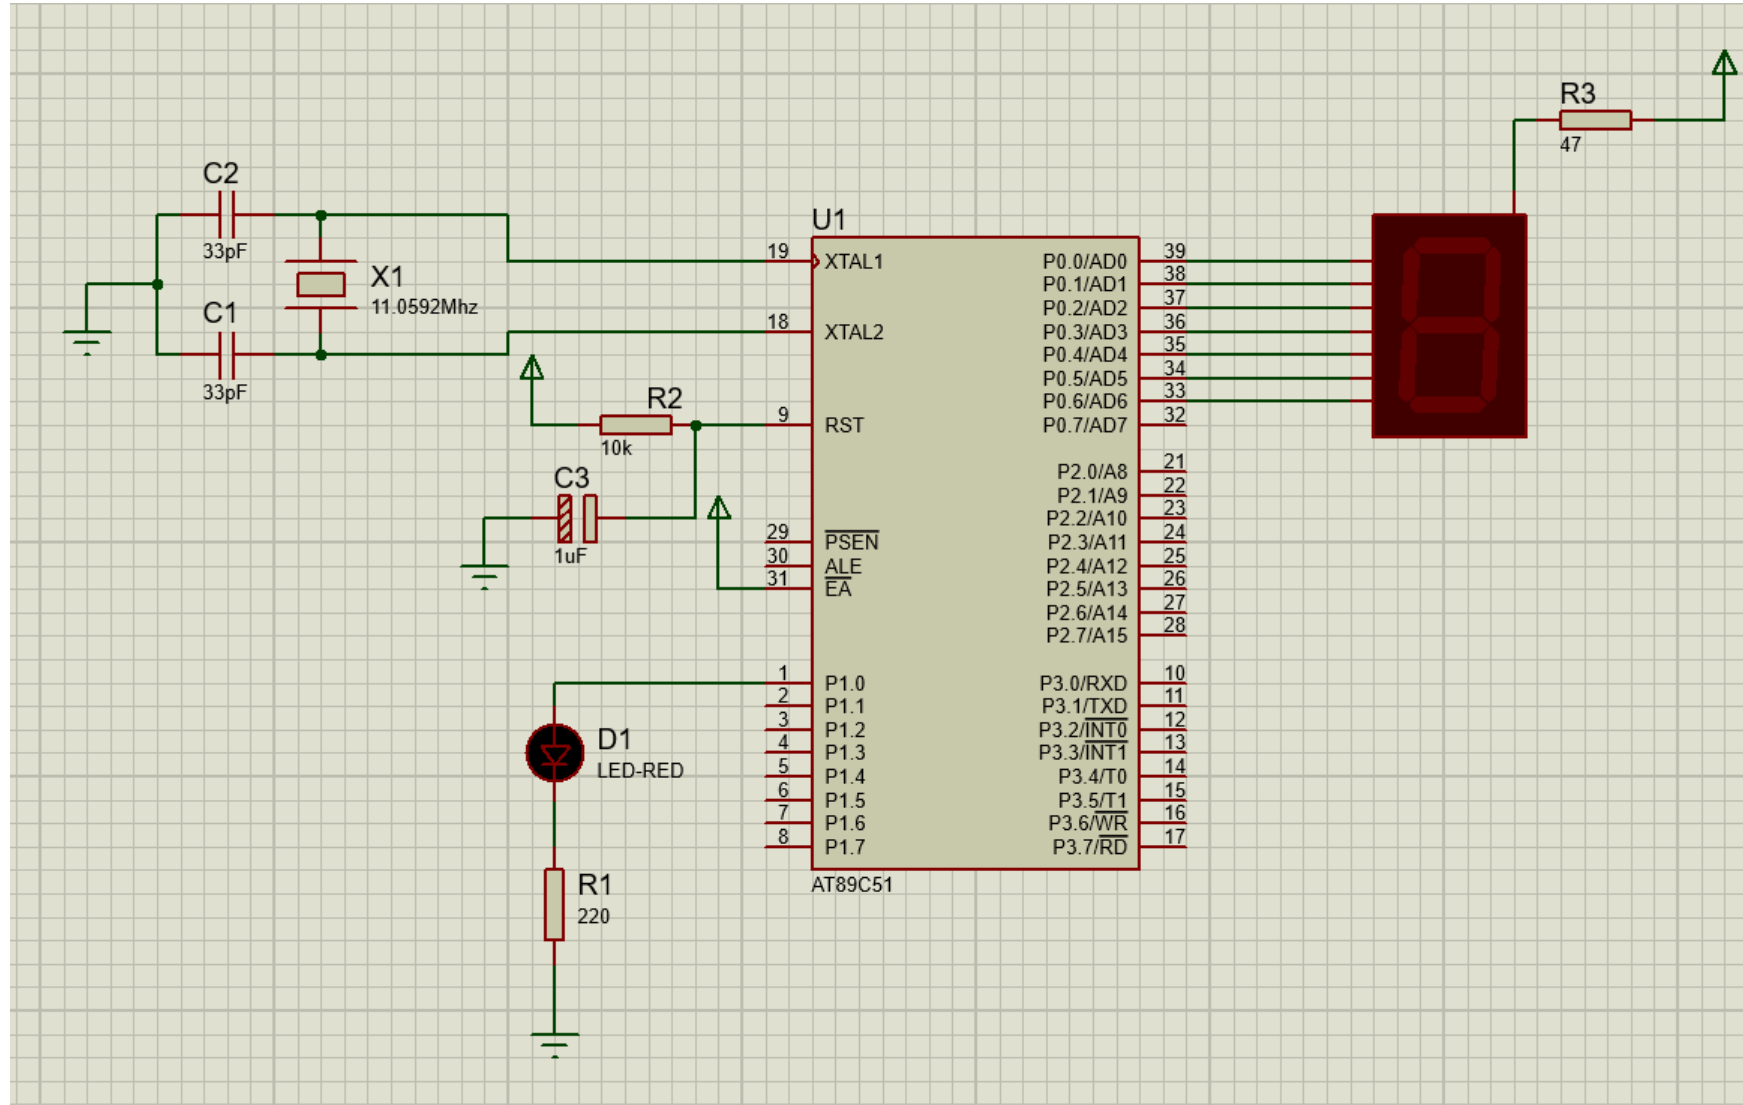 R3
47
C2
33pF
X1
11.0592Mhz
C1
33pF
R2
10k
C3
1uF
D1
LED-RED
R1
220
U1
19 XTAL1 P0.0/AD0 39
P0.1/AD1 38
P0.2/AD2 37
18 XTAL2 P0.3/AD3 36
P0.4/AD4 35
P0.5/AD5 34
P0.6/AD6 33
9 RST P0.7/AD7 32
P2.0/A8 21
P2.1/A9 22
P2.2/A10 23
29 PSEN P2.3/A11 24
30 ALE P2.4/A12 25
31 EA P2.5/A13 26
P2.6/A14 27
P2.7/A15 28
1 P1.0 P3.0/RXD 10
2 P1.1 P3.1/TXD 11
3 P1.2 P3.2/INT0 12
4 P1.3 P3.3/INT1 13
5 P1.4 P3.4/T0 14
6 P1.5 P3.5/T1 15
7 P1.6 P3.6/WR 16
8 P1.7 P3.7/RD 17
AT89C51